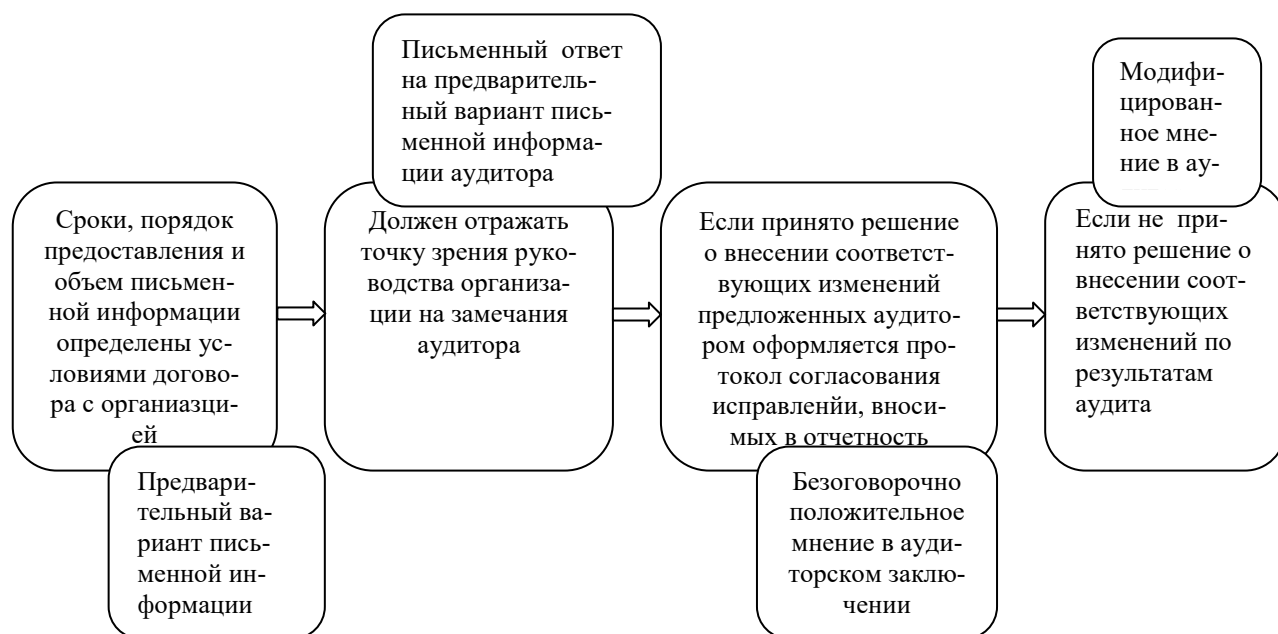 Письменный ответ
на предваритель-
ный вариант пись-
менной информа-
ции аудитора
Модифи-
цирован-
ное мне-
ние в ау-
Сроки, порядок
предоставления и
объем письмен-
ной информации
определены ус-
ловиями догово-
ра с органиазци-
ей
Должен отражать
точку зрения руко-
водства организа-
ции на замечания
аудитора
Если принято решение
о внесении соответст-
вующих изменений
предложенных аудито-
ром оформляется про-
токол согласования
исправленйи, вноси-
мых в отчетность
Если не при-
нято решение о
внесении соот-
ветствующих
изменений по
результатам
аудита
Предвари-
тельный ва-
риант пись-
менной ин-
формации
Безоговорочно
положительное
мнение в ауди-
торском заклю-
чении